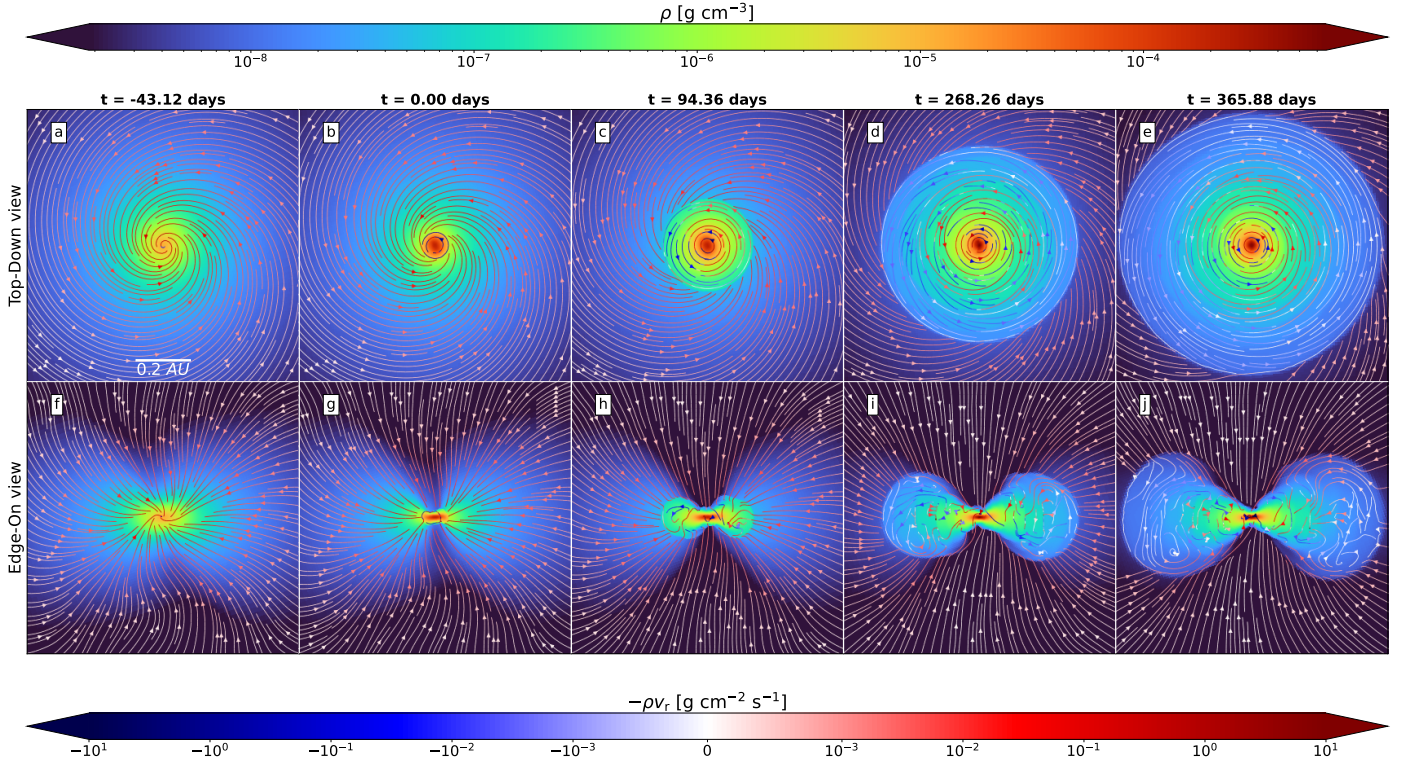 ρ [g cm⁻³]
10⁻⁸ 10⁻⁷ 10⁻⁶ 10⁻⁵ 10⁻⁴
t = -43.12 days t = 0.00 days t = 94.36 days t = 268.26 days t = 365.88 days
Top-Down view
a b c d e
0.2 AU
Edge-On view
f g h i j
−ρvᵣ [g cm⁻² s⁻¹]
−10¹ −10⁰ −10⁻¹ −10⁻² −10⁻³ 0 10⁻³ 10⁻² 10⁻¹ 10⁰ 10¹